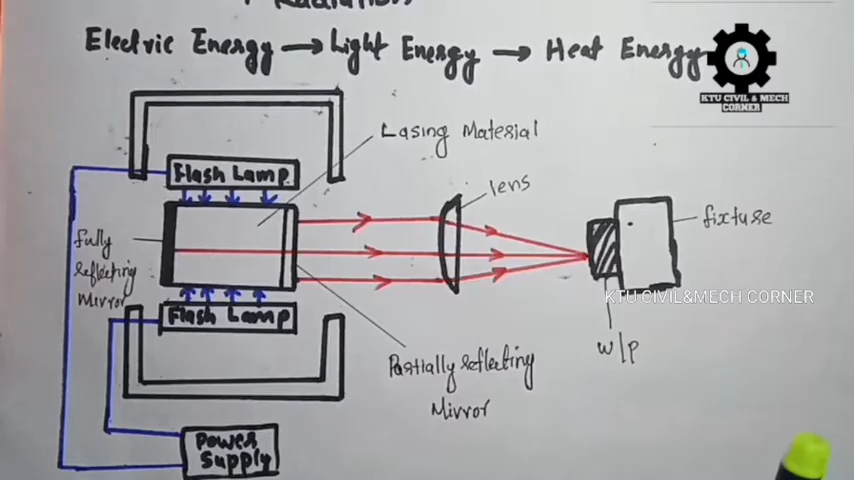 Radiation
Electric Energy → Light Energy → Heat Energy
KTU CIVIL & MECH
CORNER
Lasing Material
Flash Lamp
lens
fixture
Fully
Reflecting
Mirror
KTU CIVIL&MECH CORNER
Flash Lamp
w/p
Partially Reflecting
Mirror
Power
Supply